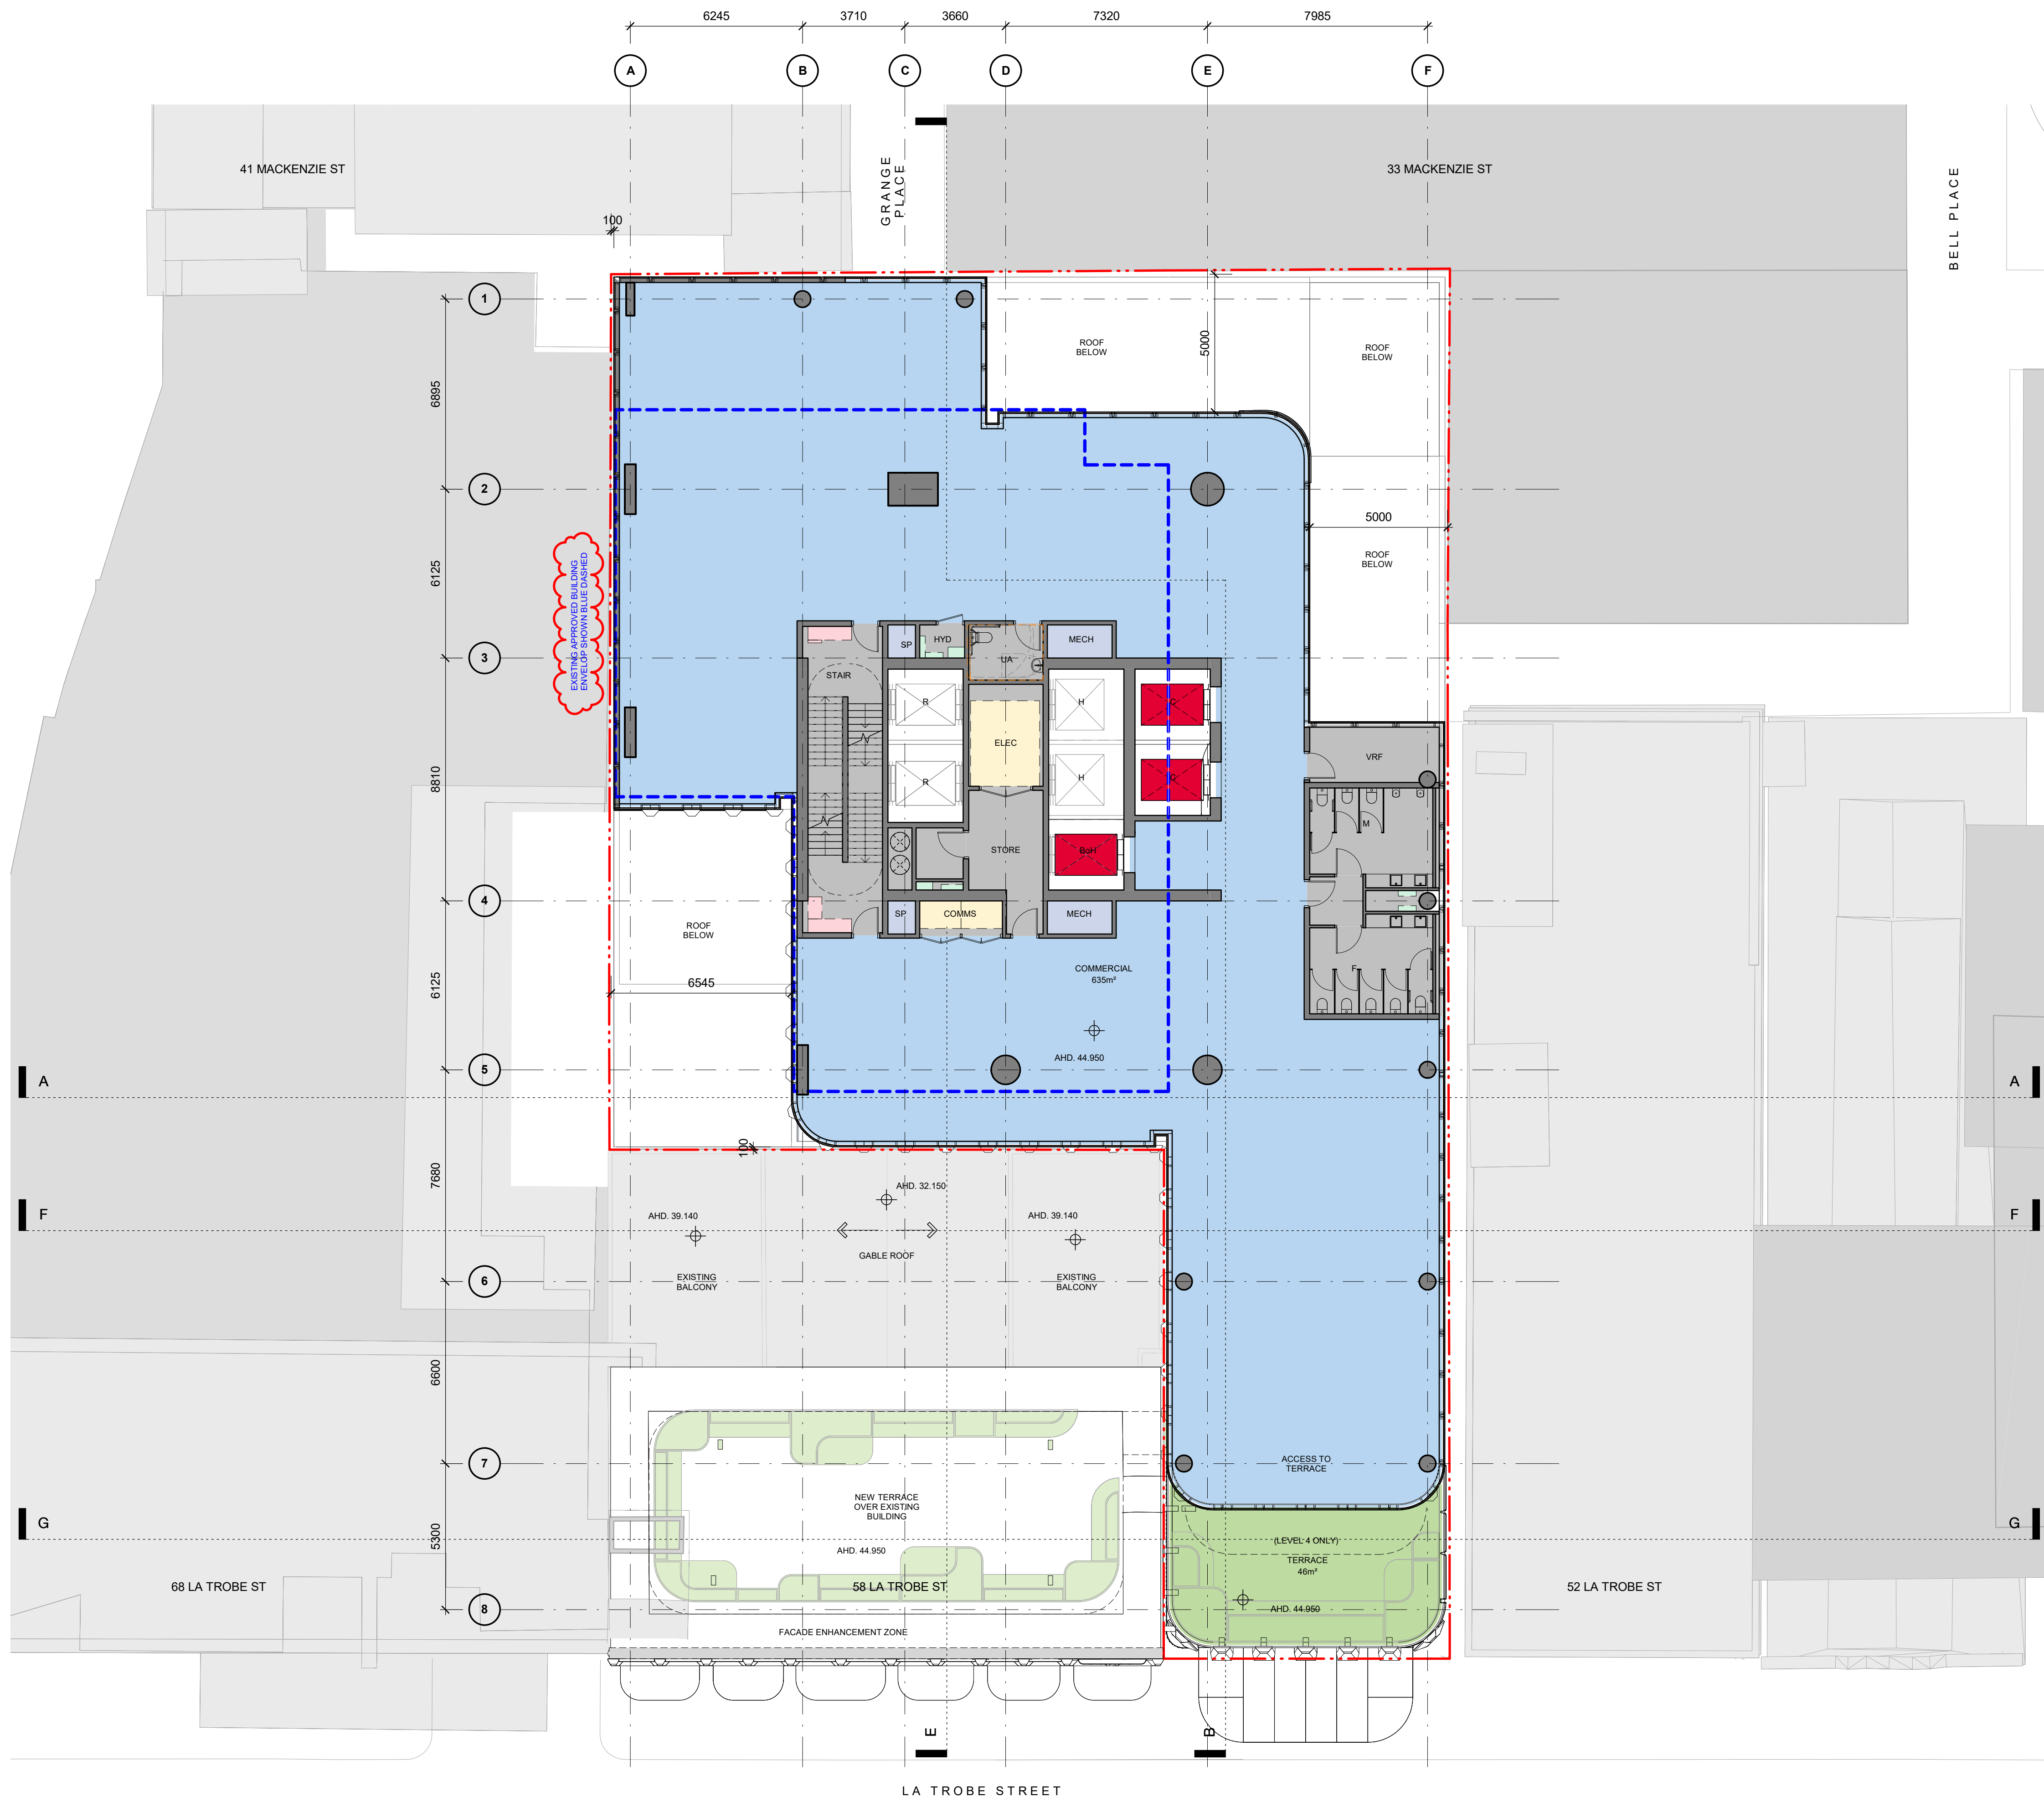 6245
3710
3660
7320
7985
A
B
C
D
E
F
41 MACKENZIE ST
GRANGE
PLACE
33 MACKENZIE ST
BELL PLACE
100
1
ROOF
BELOW
5000
ROOF
BELOW
6895
2
5000
EXISTING APPROVED BUILDING
ENVELOP SHOWN BLUE DASHED
ROOF
BELOW
6125
3
SP
HYD
UA
MECH
STAIR
R
H
C
ELEC
VRF
8810
R
H
C
M
STORE
BoH
4
SP
COMMS
MECH
ROOF
BELOW
F
COMMERCIAL
635m²
6545
6125
AHD. 44.950
5
A
A
100
7680
AHD. 32.150
AHD. 39.140
AHD. 39.140
F
F
GABLE ROOF
EXISTING
BALCONY
EXISTING
BALCONY
6
6600
7
ACCESS TO
TERRACE
NEW TERRACE
OVER EXISTING
BUILDING
G
G
5300
(LEVEL 4 ONLY)
AHD. 44.950
TERRACE
46m²
68 LA TROBE ST
58 LA TROBE ST
52 LA TROBE ST
8
AHD. 44.950
FACADE ENHANCEMENT ZONE
E
B
LA TROBE STREET